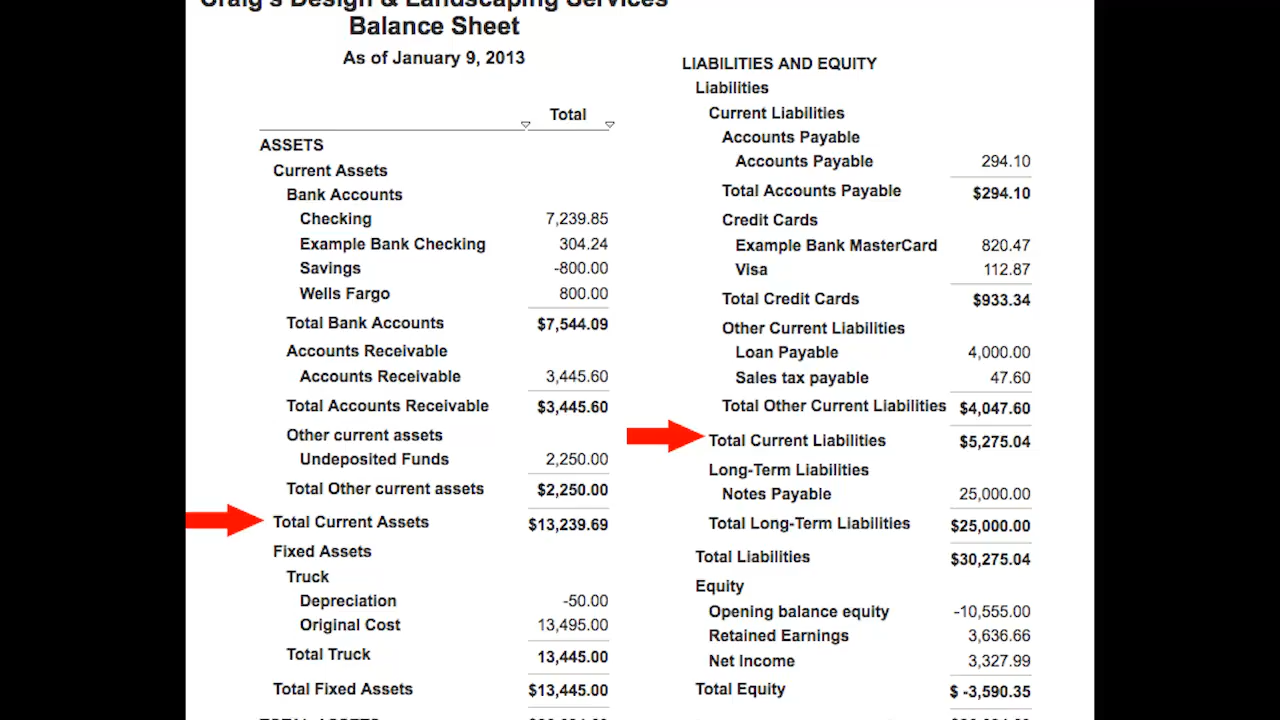 Craig's Design & Landscaping Services
Balance Sheet
As of January 9, 2013
Total
ASSETS
Current Assets
Bank Accounts
Checking 7,239.85
Example Bank Checking 304.24
Savings -800.00
Wells Fargo 800.00
Total Bank Accounts $7,544.09
Accounts Receivable
Accounts Receivable 3,445.60
Total Accounts Receivable $3,445.60
Other current assets
Undeposited Funds 2,250.00
Total Other current assets $2,250.00
Total Current Assets $13,239.69
Fixed Assets
Truck
Depreciation -50.00
Original Cost 13,495.00
Total Truck 13,445.00
Total Fixed Assets $13,445.00
TOTAL ASSETS
LIABILITIES AND EQUITY
Liabilities
Current Liabilities
Accounts Payable
Accounts Payable 294.10
Total Accounts Payable $294.10
Credit Cards
Example Bank MasterCard 820.47
Visa 112.87
Total Credit Cards $933.34
Other Current Liabilities
Loan Payable 4,000.00
Sales tax payable 47.60
Total Other Current Liabilities $4,047.60
Total Current Liabilities $5,275.04
Long-Term Liabilities
Notes Payable 25,000.00
Total Long-Term Liabilities $25,000.00
Total Liabilities $30,275.04
Equity
Opening balance equity -10,555.00
Retained Earnings 3,636.66
Net Income 3,327.99
Total Equity $ -3,590.35